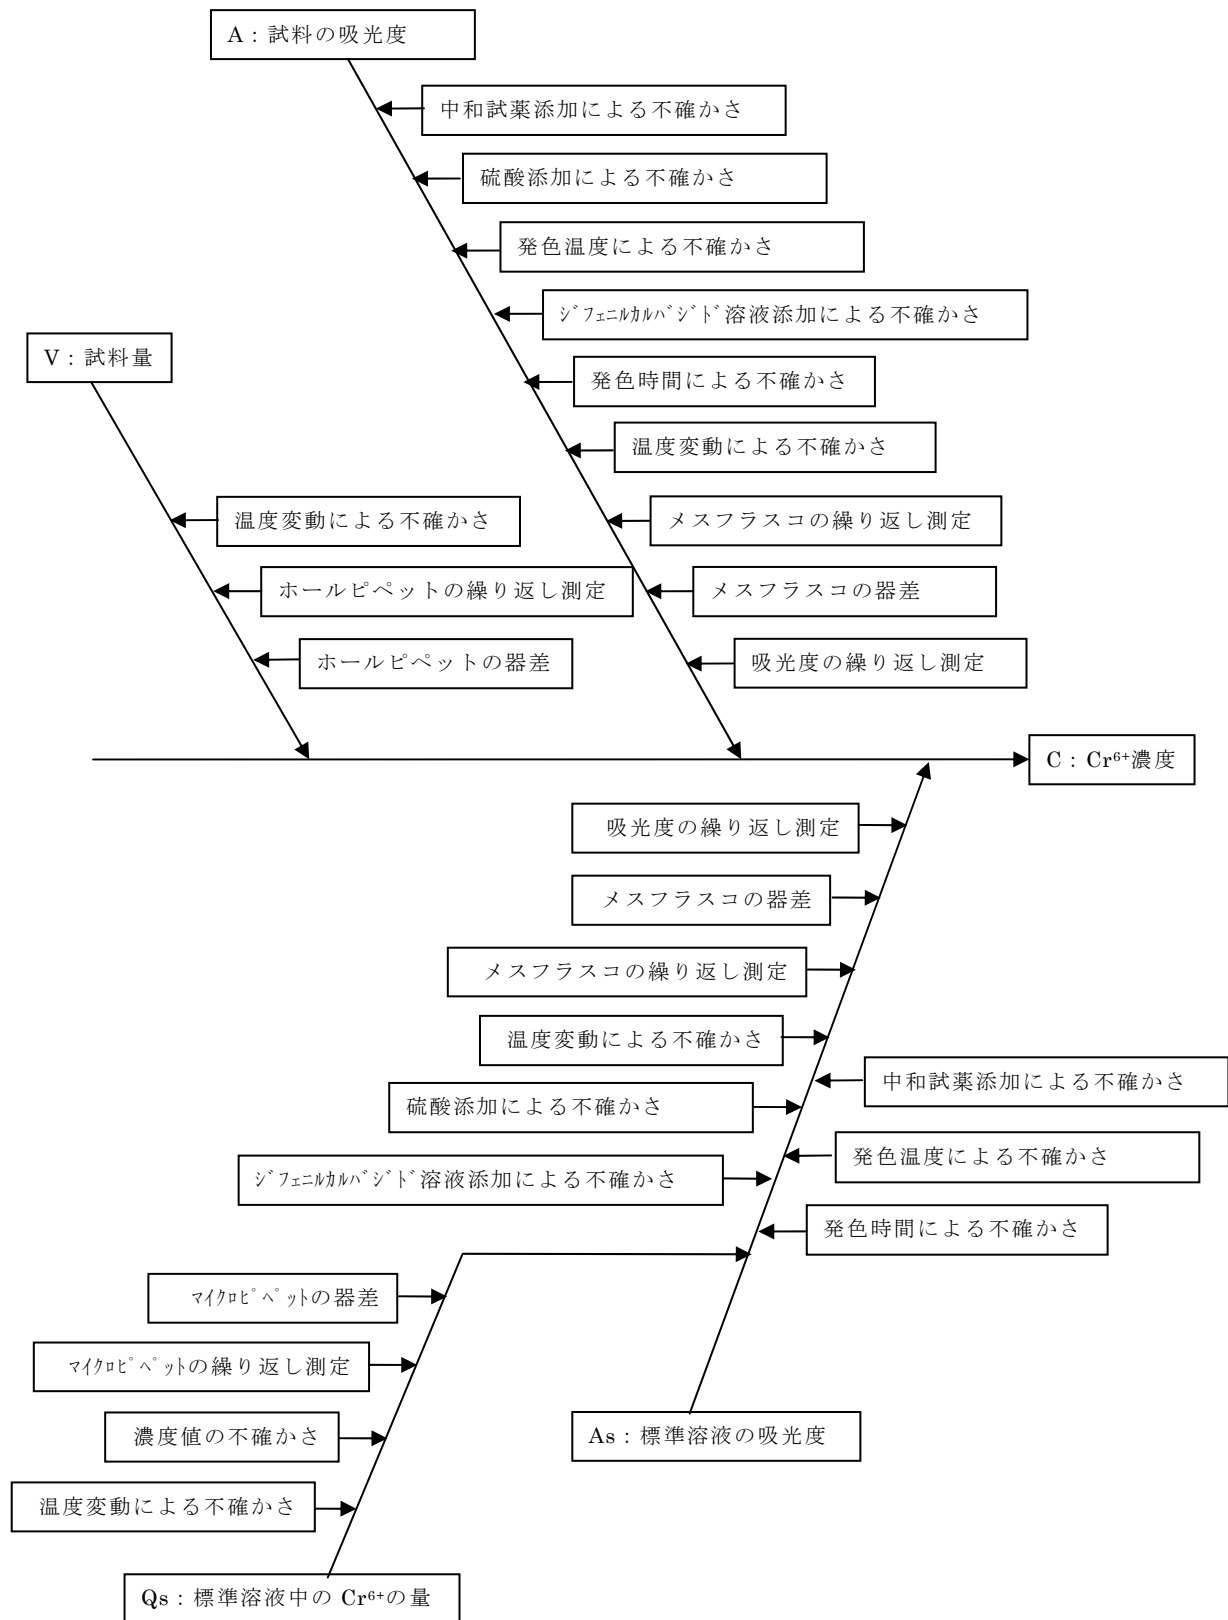 A：試料の吸光度
中和試薬添加による不確かさ
硫酸添加による不確かさ
発色温度による不確かさ
ｼﾞﾌｪﾆﾙｶﾙﾊﾞｼﾞﾄﾞ溶液添加による不確かさ
V：試料量
発色時間による不確かさ
温度変動による不確かさ
温度変動による不確かさ
メスフラスコの繰り返し測定
ホールピペットの繰り返し測定
メスフラスコの器差
ホールピペットの器差
吸光度の繰り返し測定
C：Cr⁶⁺濃度
吸光度の繰り返し測定
メスフラスコの器差
メスフラスコの繰り返し測定
温度変動による不確かさ
中和試薬添加による不確かさ
硫酸添加による不確かさ
発色温度による不確かさ
ｼﾞﾌｪﾆﾙｶﾙﾊﾞｼﾞﾄﾞ溶液添加による不確かさ
発色時間による不確かさ
ﾏｲｸﾛﾋﾟﾍﾟｯﾄの器差
ﾏｲｸﾛﾋﾟﾍﾟｯﾄの繰り返し測定
濃度値の不確かさ
As：標準溶液の吸光度
温度変動による不確かさ
Qs：標準溶液中の Cr⁶⁺の量